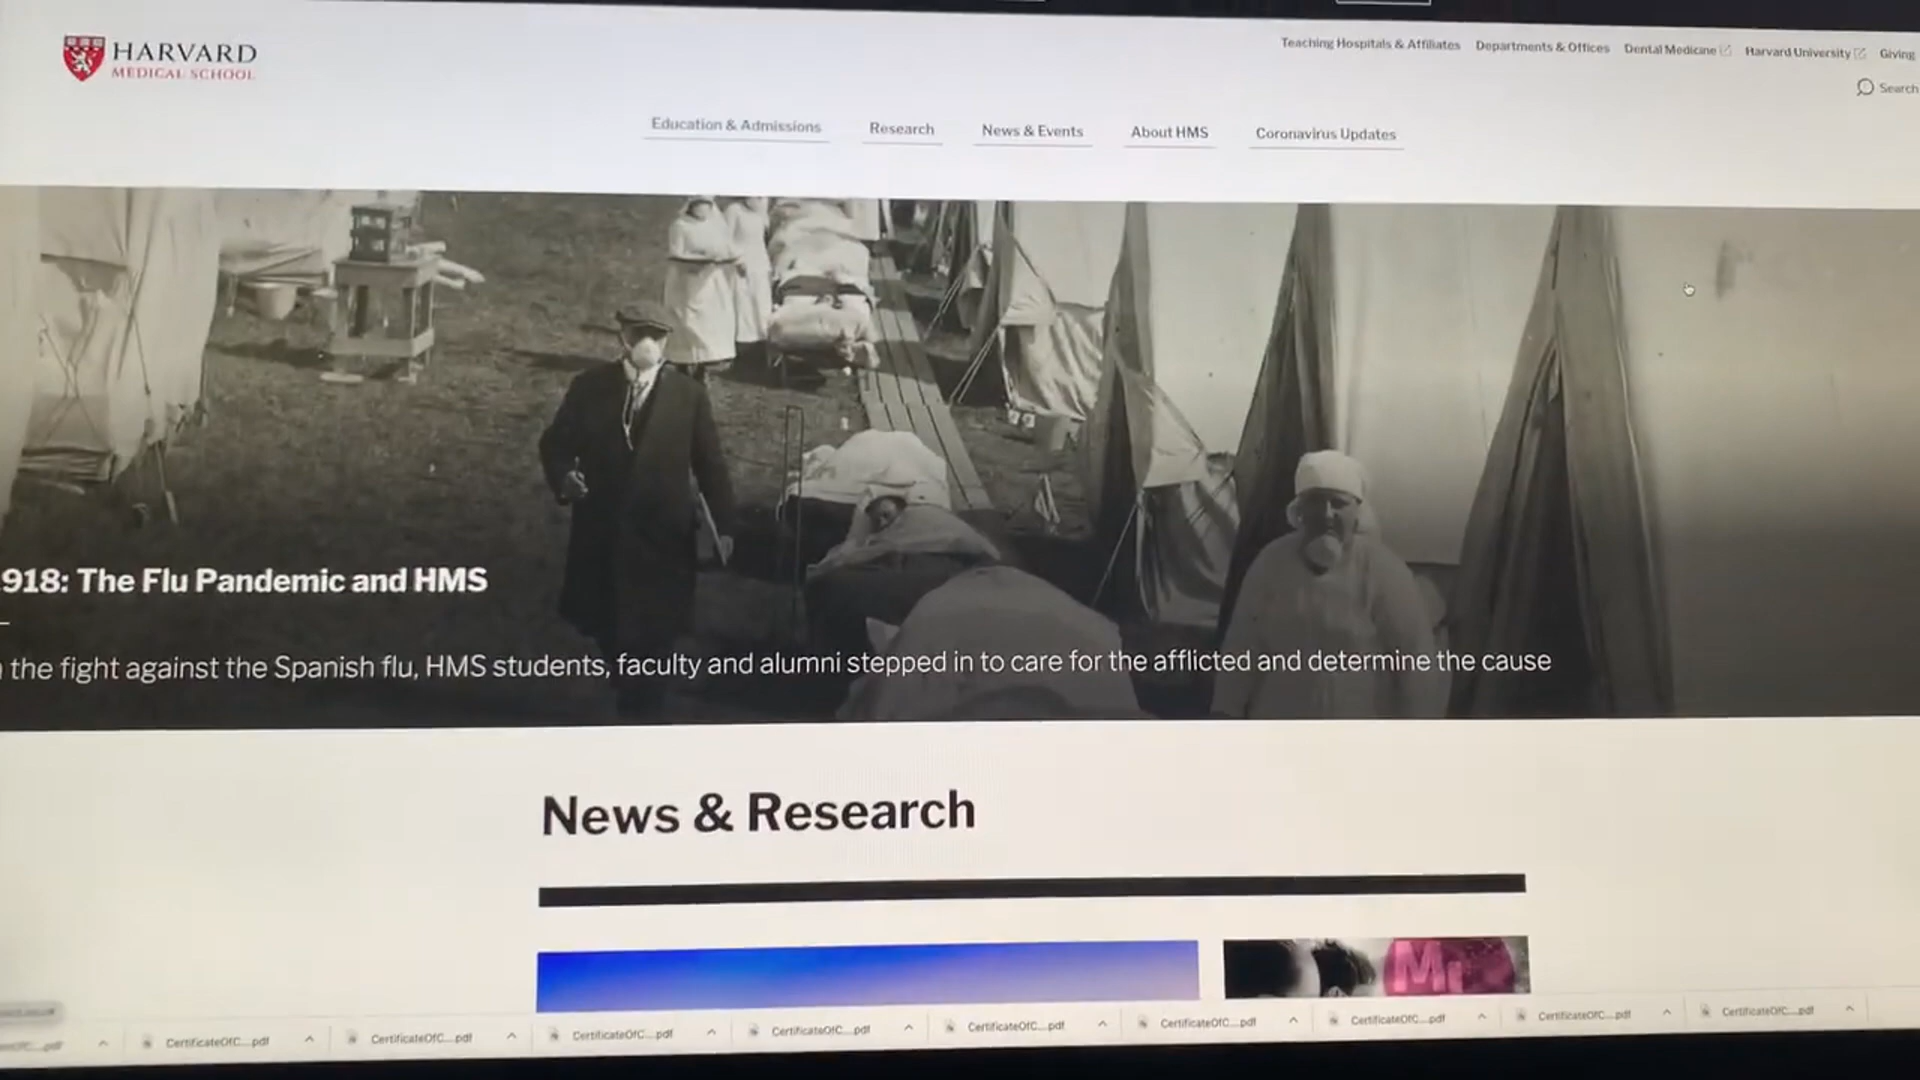 HARVARD
MEDICAL SCHOOL
Teaching Hospitals & Affiliates Departments & Offices Dental Medicine Harvard University Giving
Search
Education & Admissions Research News & Events About HMS Coronavirus Updates
918: The Flu Pandemic and HMS
the fight against the Spanish flu, HMS students, faculty and alumni stepped in to care for the afflicted and determine the cause
News & Research
M
CertificateOfC....pdf CertificateOfC....pdf CertificateOfC....pdf CertificateOfC....pdf CertificateOfC....pdf CertificateOfC....pdf CertificateOfC....pdf CertificateOfC....pdf CertificateOfC....pdf